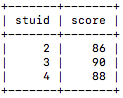 +-------+-------+
| stuid | score |
+-------+-------+
|     2 |    86 |
|     3 |    90 |
|     4 |    88 |
+-------+-------+